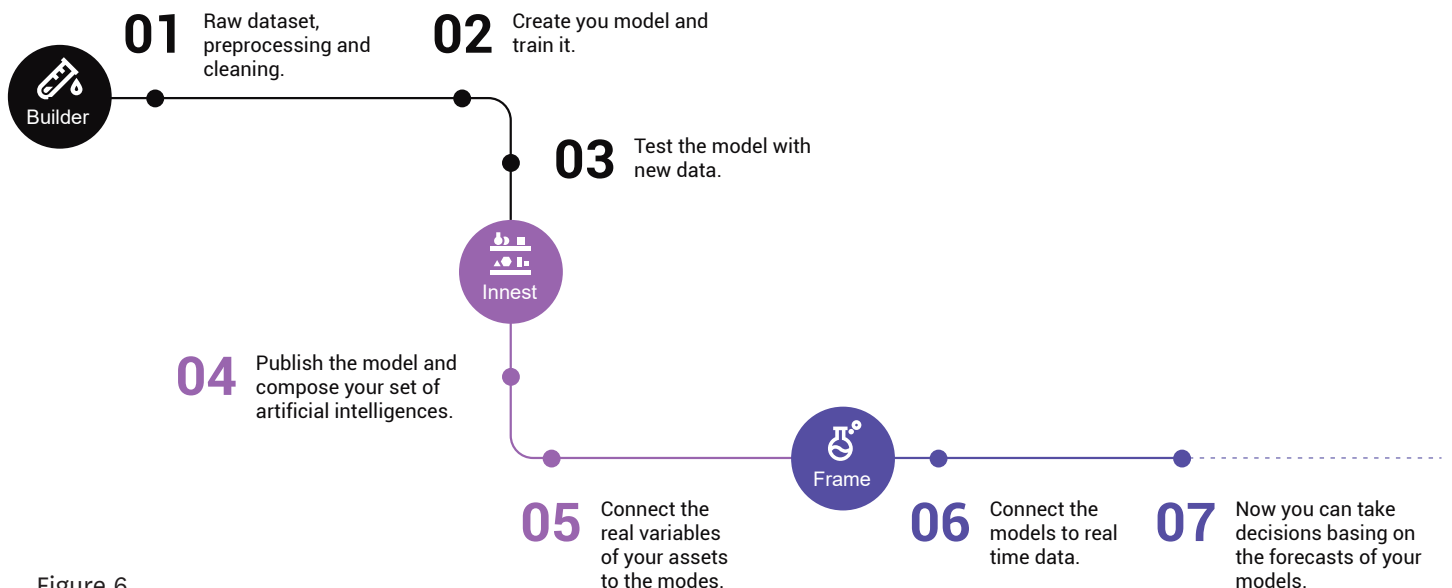 01
Raw dataset,
preprocessing and
cleaning.
02
Create you model and
train it.
Builder
03
Test the model with
new data.
Innest
04
Publish the model and
compose your set of
artificial intelligences.
Frame
05
Connect the
real variables
of your assets
to the modes.
06
Connect the
models to real
time data.
07
Now you can take
decisions basing on
the forecasts of your
models.
Figure 6